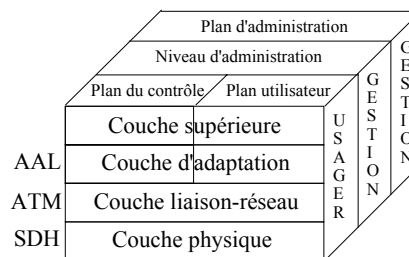 Plan d'administration
Niveau d'administration
Plan du contrôle
Plan utilisateur
Couche supérieure
AAL
Couche d'adaptation
ATM
Couche liaison-réseau
SDH
Couche physique
USAGER
GESTION
GESTION